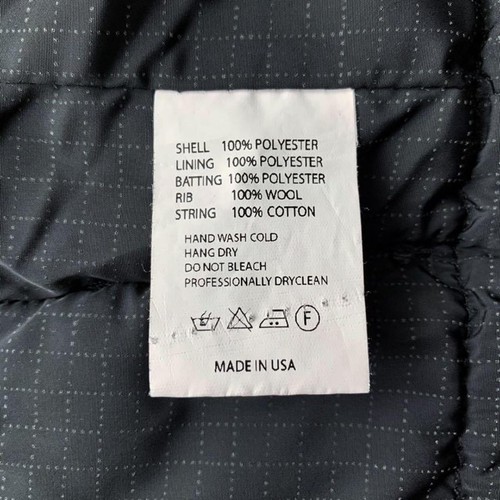 SHELL 100% POLYESTER
LINING 100% POLYESTER
BATTING 100% POLYESTER
RIB 100% WOOL
STRING 100% COTTON
HAND WASH COLD
HANG DRY
DO NOT BLEACH
PROFESSIONALLY DRYCLEAN
F
MADE IN USA